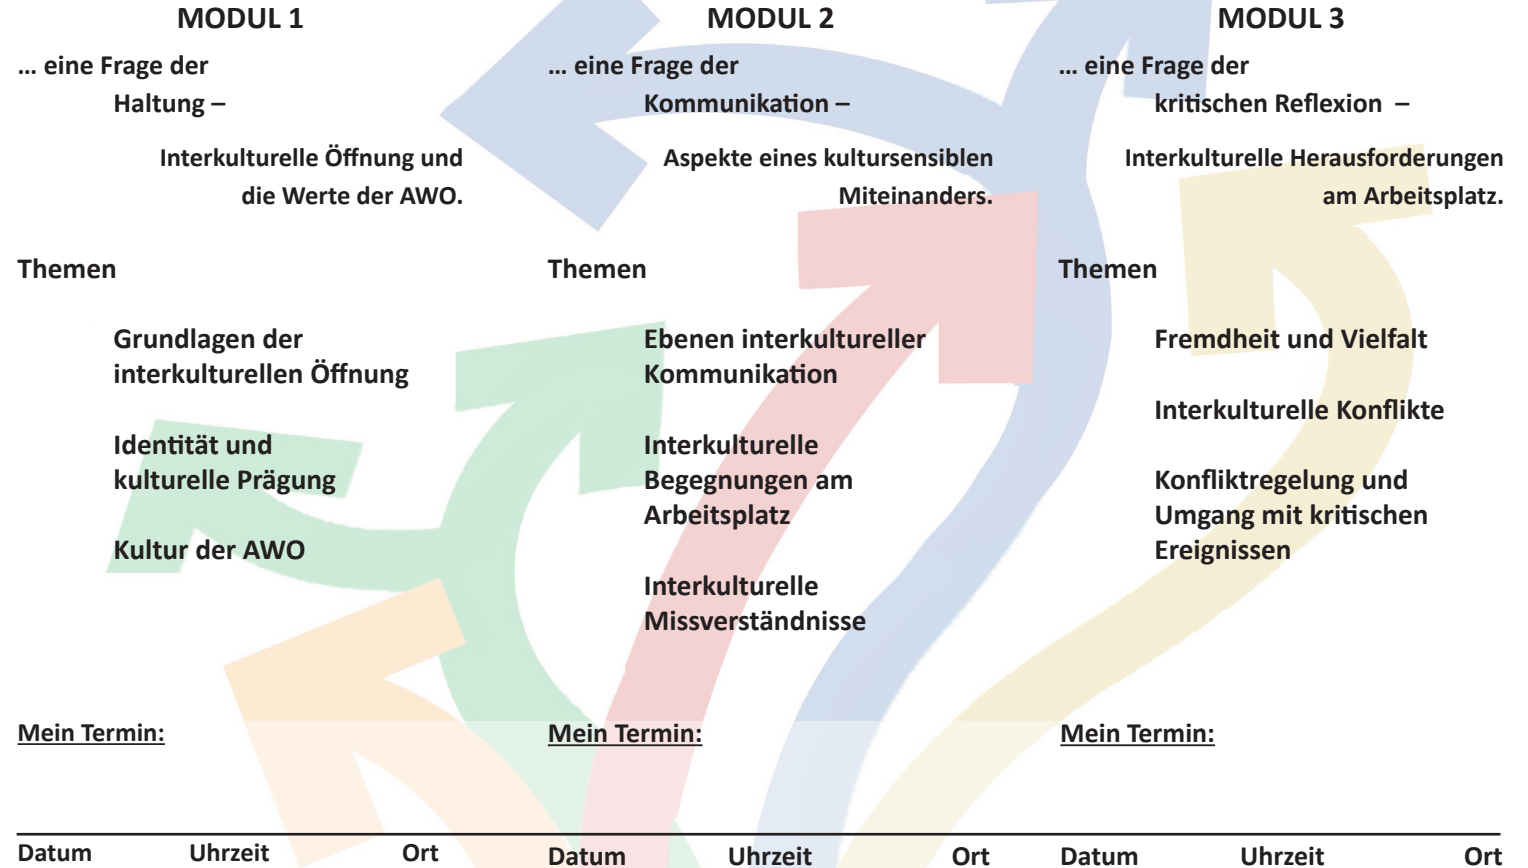 MODUL 1
… eine Frage der
Haltung –
Interkulturelle Öffnung und
die Werte der AWO.
Themen
Grundlagen der
interkulturellen Öffnung
Identität und
kulturelle Prägung
Kultur der AWO
Mein Termin:
Datum Uhrzeit Ort
MODUL 2
… eine Frage der
Kommunikation –
Aspekte eines kultursensiblen
Miteinanders.
Themen
Ebenen interkultureller
Kommunikation
Interkulturelle
Begegnungen am
Arbeitsplatz
Interkulturelle
Missverständnisse
Mein Termin:
Datum Uhrzeit Ort
MODUL 3
… eine Frage der
kritischen Reflexion –
Interkulturelle Herausforderungen
am Arbeitsplatz.
Themen
Fremdheit und Vielfalt
Interkulturelle Konflikte
Konfliktregelung und
Umgang mit kritischen
Ereignissen
Mein Termin:
Datum Uhrzeit Ort